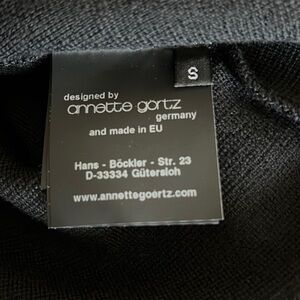 S
designed by
annette görtz
germany
and made in EU
Hans - Böckler - Str. 23
D-33334 Gütersloh
www.annettegoertz.com